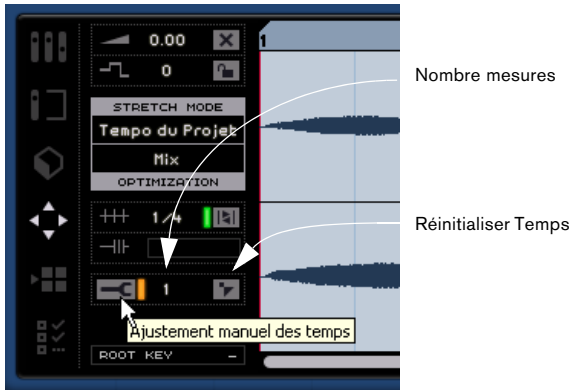 0.00
1
0
STRETCH MODE
Tempo du Projet
Mix
OPTIMIZATION
1/4
1
Ajustement manuel des temps
ROOT KEY -
Nombre mesures
Réinitialiser Temps